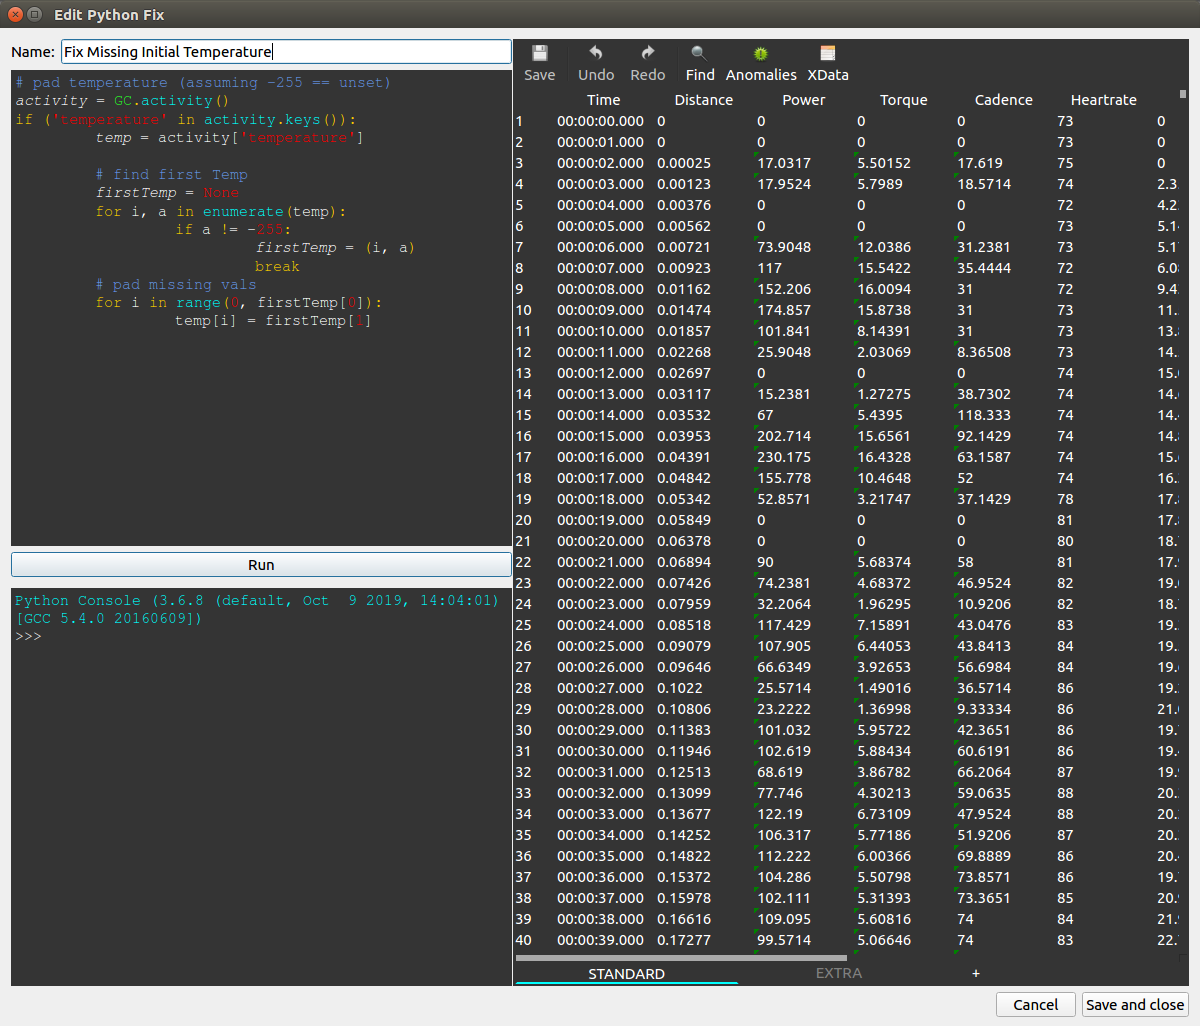 Edit Python Fix
Name: Fix Missing Initial Temperature
# pad temperature (assuming -255 == unset)
activity = GC.activity()
if ('temperature' in activity.keys()):
temp = activity['temperature']
# find first Temp
firstTemp = None
for i, a in enumerate(temp):
if a != -255:
firstTemp = (i, a)
break
# pad missing vals
for i in range(0, firstTemp[0]):
temp[i] = firstTemp[1]
Run
Python Console (3.6.8 (default, Oct  9 2019, 14:04:01)
[GCC 5.4.0 20160609])
>>>
Save Undo Redo Find Anomalies XData
Time Distance Power Torque Cadence Heartrate
1 00:00:00.000 0 0 0 0 73 0
2 00:00:01.000 0 0 0 0 73 0
3 00:00:02.000 0.00025 17.0317 5.50152 17.619 75 0
4 00:00:03.000 0.00123 17.9524 5.7989 18.5714 74 2.3
5 00:00:04.000 0.00376 0 0 0 72 4.2
6 00:00:05.000 0.00562 0 0 0 73 5.1
7 00:00:06.000 0.00721 73.9048 12.0386 31.2381 73 5.1
8 00:00:07.000 0.00923 117 15.5422 35.4444 72 6.0
9 00:00:08.000 0.01162 152.206 16.0094 31 72 9.4
10 00:00:09.000 0.01474 174.857 15.8738 31 73 11.
11 00:00:10.000 0.01857 101.841 8.14391 31 73 13.
12 00:00:11.000 0.02268 25.9048 2.03069 8.36508 73 14.
13 00:00:12.000 0.02697 0 0 0 74 15.
14 00:00:13.000 0.03117 15.2381 1.27275 38.7302 74 14.
15 00:00:14.000 0.03532 67 5.4395 118.333 74 14.
16 00:00:15.000 0.03953 202.714 15.6561 92.1429 74 14.
17 00:00:16.000 0.04391 230.175 16.4328 63.1587 74 15.
18 00:00:17.000 0.04842 155.778 10.4648 52 74 16.
19 00:00:18.000 0.05342 52.8571 3.21747 37.1429 78 17.
20 00:00:19.000 0.05849 0 0 0 81 17.
21 00:00:20.000 0.06378 0 0 0 80 18.
22 00:00:21.000 0.06894 90 5.68374 58 81 17.
23 00:00:22.000 0.07426 74.2381 4.68372 46.9524 82 19.
24 00:00:23.000 0.07959 32.2064 1.96295 10.9206 82 18.
25 00:00:24.000 0.08518 117.429 7.15891 43.0476 83 19.
26 00:00:25.000 0.09079 107.905 6.44053 43.8413 84 19.
27 00:00:26.000 0.09646 66.6349 3.92653 56.6984 84 19.
28 00:00:27.000 0.1022 25.5714 1.49016 36.5714 86 19.
29 00:00:28.000 0.10806 23.2222 1.36998 9.33334 86 21.
30 00:00:29.000 0.11383 101.032 5.95722 42.3651 86 19.
31 00:00:30.000 0.11946 102.619 5.88434 60.6191 86 19.
32 00:00:31.000 0.12513 68.619 3.86782 66.2064 87 19.
33 00:00:32.000 0.13099 77.746 4.30213 59.0635 88 20.
34 00:00:33.000 0.13677 122.19 6.73109 47.9524 88 20.
35 00:00:34.000 0.14252 106.317 5.77186 51.9206 87 20.
36 00:00:35.000 0.14822 112.222 6.00366 69.8889 86 20.
37 00:00:36.000 0.15372 104.286 5.50798 73.8571 86 19.
38 00:00:37.000 0.15978 102.111 5.31393 73.3651 85 20.
39 00:00:38.000 0.16616 109.095 5.60816 74 84 21.
40 00:00:39.000 0.17277 99.5714 5.06646 74 83 22.
STANDARD EXTRA +
Cancel Save and close